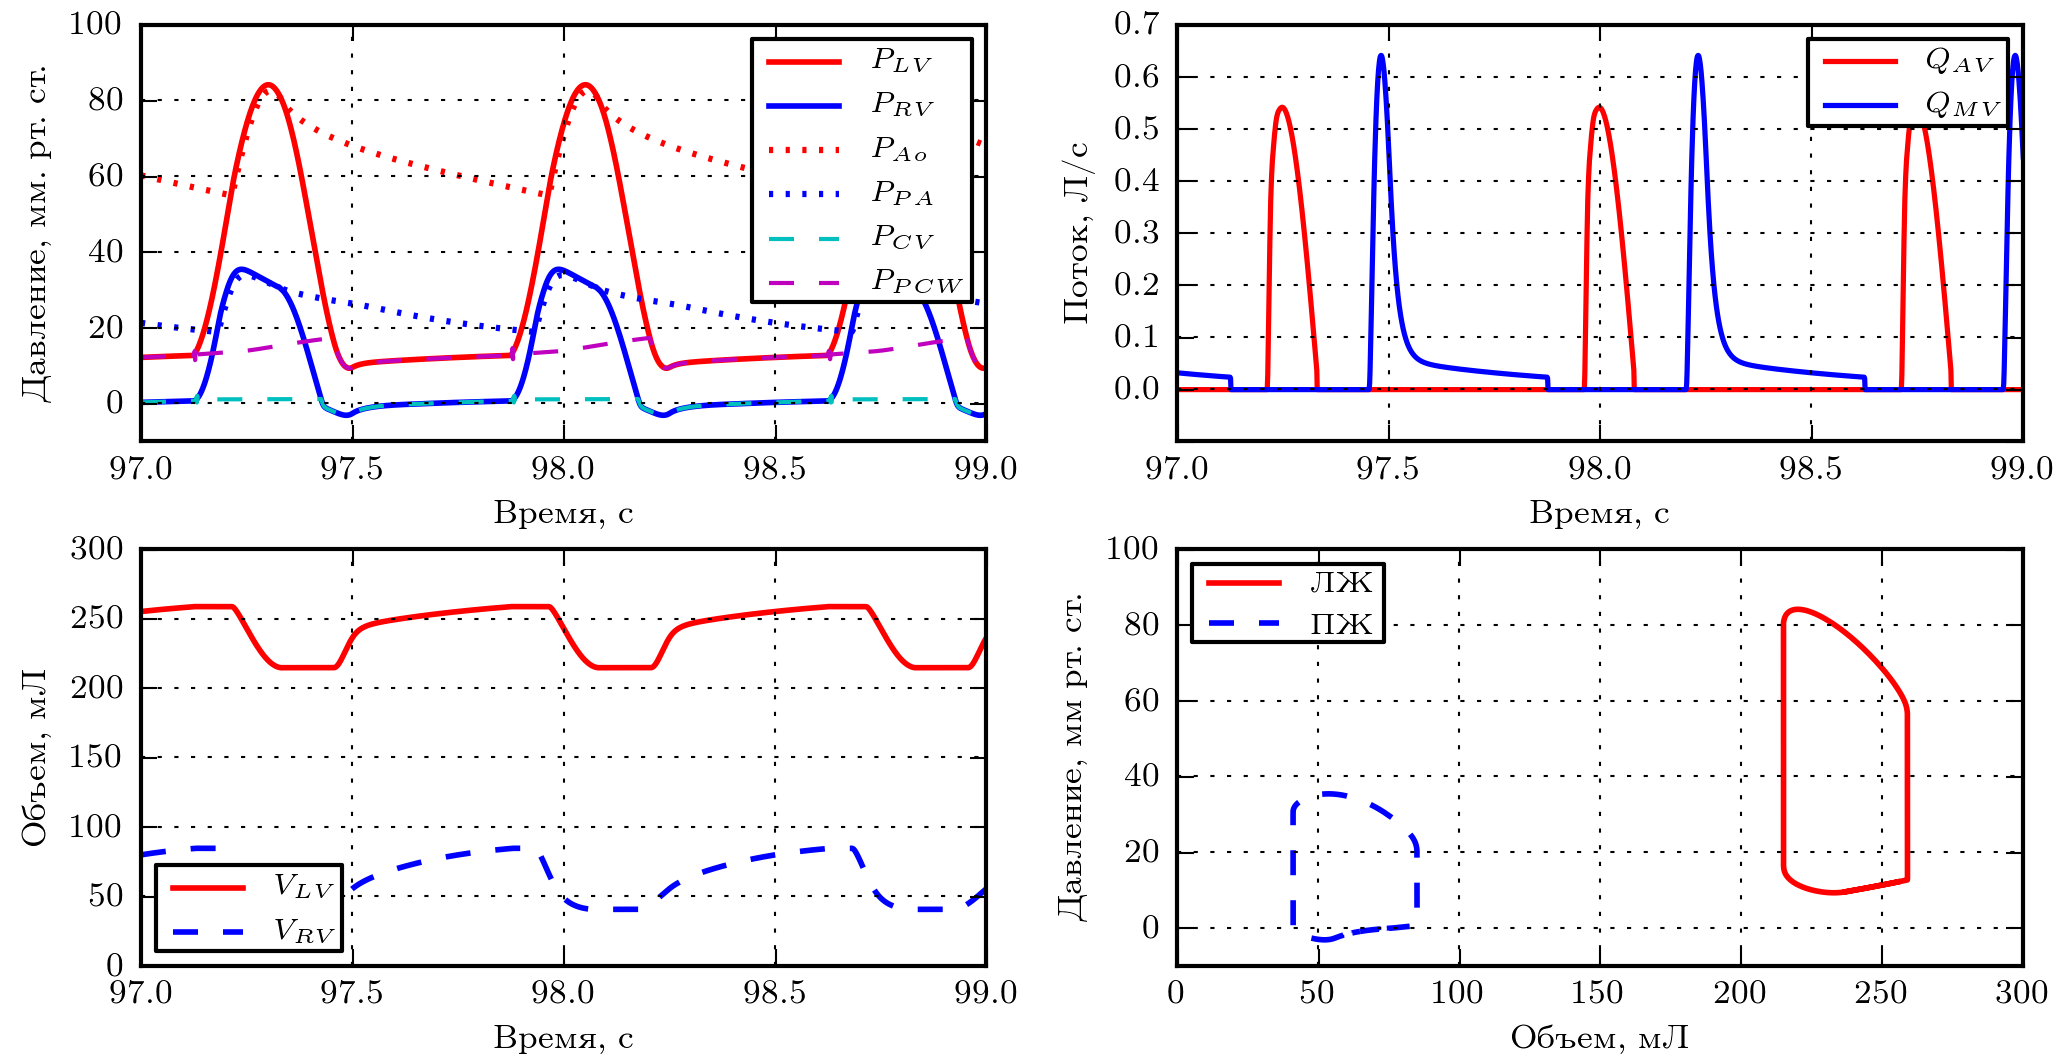 Давление, мм. рт. ст.
100
80
60
40
20
0
97.0 97.5 98.0 98.5 99.0
Время, с
P_LV
P_RV
P_Ao
P_PA
P_CV
P_PCW
Поток, Л/с
0.7
0.6
0.5
0.4
0.3
0.2
0.1
0.0
97.0 97.5 98.0 98.5 99.0
Время, с
Q_AV
Q_MV
Объем, мЛ
300
250
200
150
100
50
0
97.0 97.5 98.0 98.5 99.0
Время, с
V_LV
V_RV
Давление, мм рт. ст.
100
80
60
40
20
0
0 50 100 150 200 250 300
Объем, мЛ
ЛЖ
ПЖ